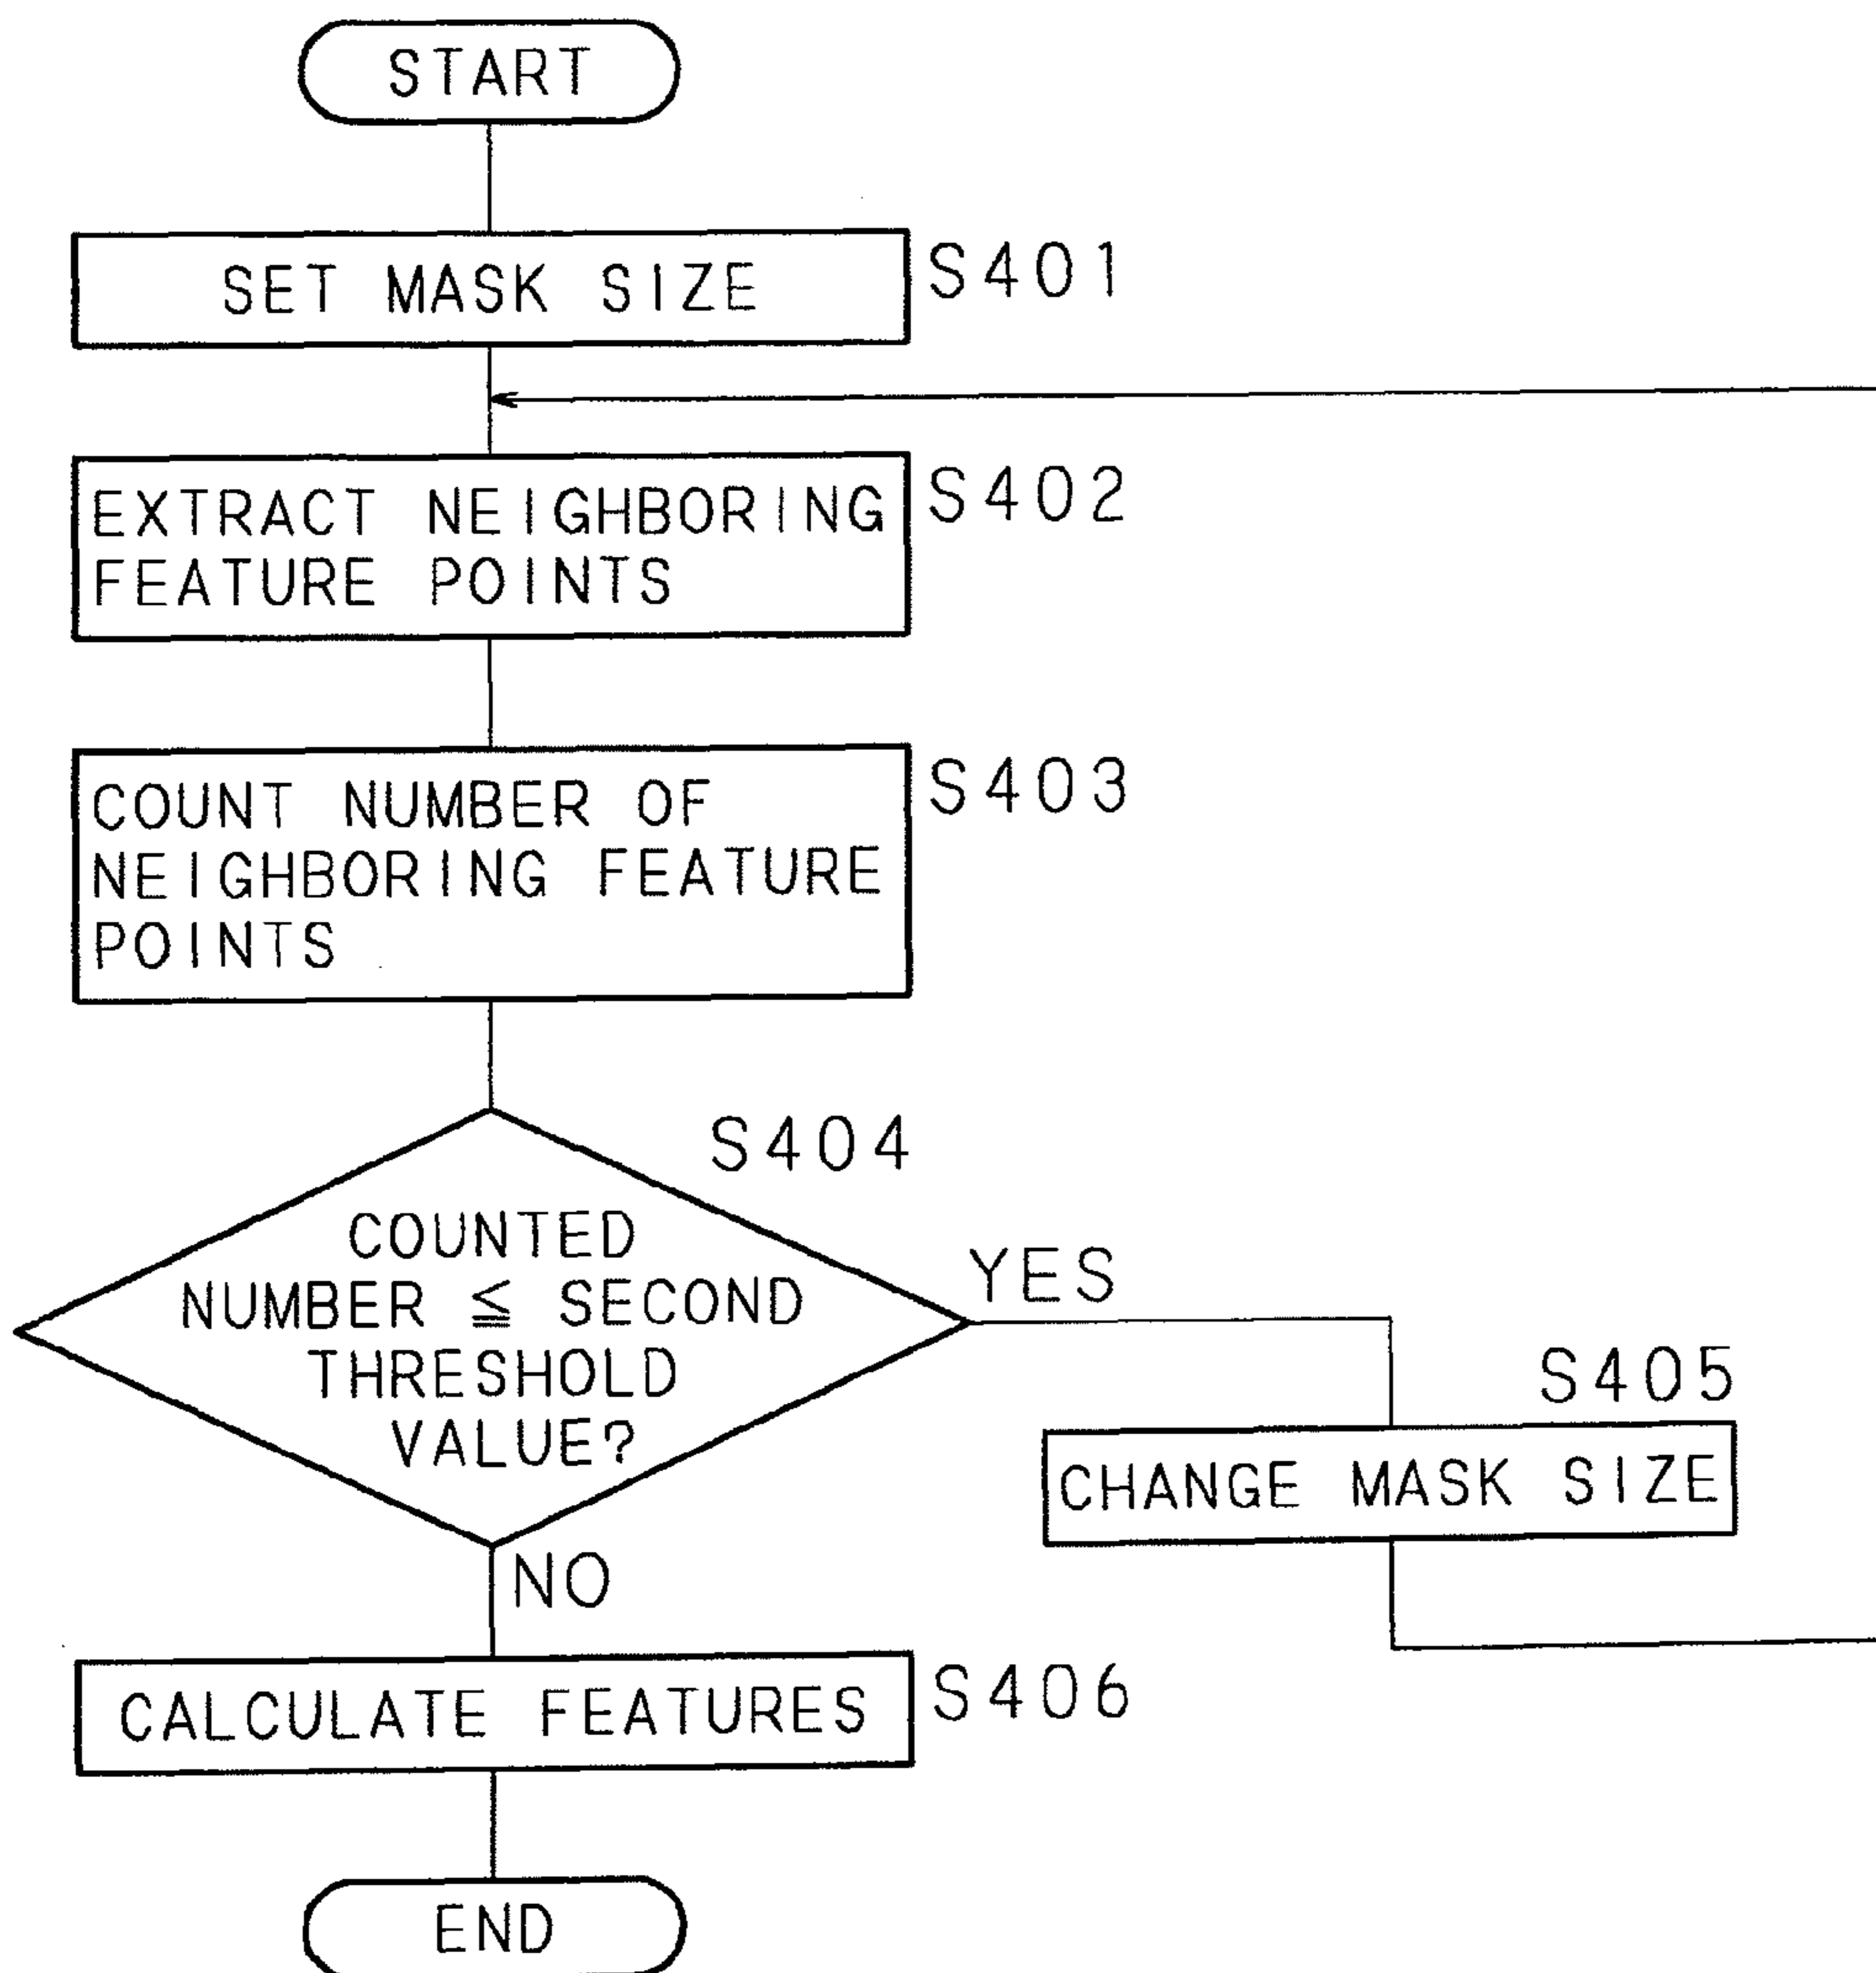 START
SET MASK SIZE
S401
EXTRACT NEIGHBORING
FEATURE POINTS
S402
COUNT NUMBER OF
NEIGHBORING FEATURE
POINTS
S403
S404
COUNTED
NUMBER ≦ SECOND
THRESHOLD
VALUE?
YES
S405
CHANGE MASK SIZE
NO
CALCULATE FEATURES
S406
END